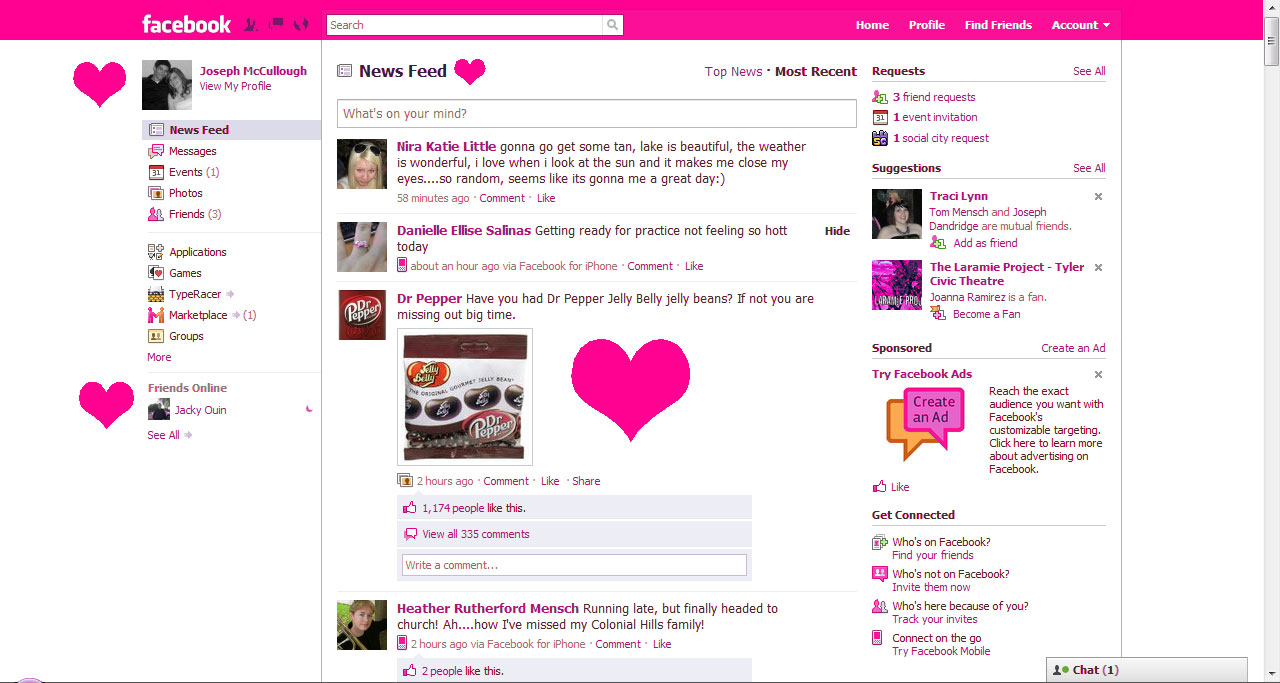 facebook
Search
Home Profile Find Friends Account
Joseph McCullough
View My Profile
News Feed
Messages
31 Events (1)
Photos
Friends (3)
Applications
Games
TypeRacer
Marketplace (1)
Groups
More
Friends Online
Jacky Ouin
See All
News Feed
Top News · Most Recent
What's on your mind?
Nira Katie Little gonna go get some tan, lake is beautiful, the weather
is wonderful, i love when i look at the sun and it makes me close my
eyes....so random, seems like its gonna me a great day:)
58 minutes ago · Comment · Like
Danielle Ellise Salinas Getting ready for practice not feeling so hott
today
Hide
about an hour ago via Facebook for iPhone · Comment · Like
Dr Pepper
Dr Pepper Have you had Dr Pepper Jelly Belly jelly beans? If not you are
missing out big time.
Jelly
Belly
THE ORIGINAL GOURMET JELLY BEAN
Dr
Pepper
2 hours ago · Comment · Like · Share
1,174 people like this.
View all 335 comments
Write a comment...
Heather Rutherford Mensch Running late, but finally headed to
church! Ah....how I've missed my Colonial Hills family!
2 hours ago via Facebook for iPhone · Comment · Like
2 people like this.
Requests See All
3 friend requests
31 1 event invitation
SC 1 social city request
Suggestions See All
Traci Lynn
Tom Mensch and Joseph
Dandridge are mutual friends.
Add as friend
LARAMIE PROJ
The Laramie Project - Tyler
Civic Theatre
Joanna Ramirez is a fan.
Become a Fan
Sponsored Create an Ad
Try Facebook Ads
Create
an Ad
Reach the exact
audience you want with
Facebook's
customizable targeting.
Click here to learn more
about advertising on
Facebook.
Like
Get Connected
Who's on Facebook?
Find your friends
Who's not on Facebook?
Invite them now
Who's here because of you?
Track your invites
Connect on the go
Try Facebook Mobile
Chat (1)